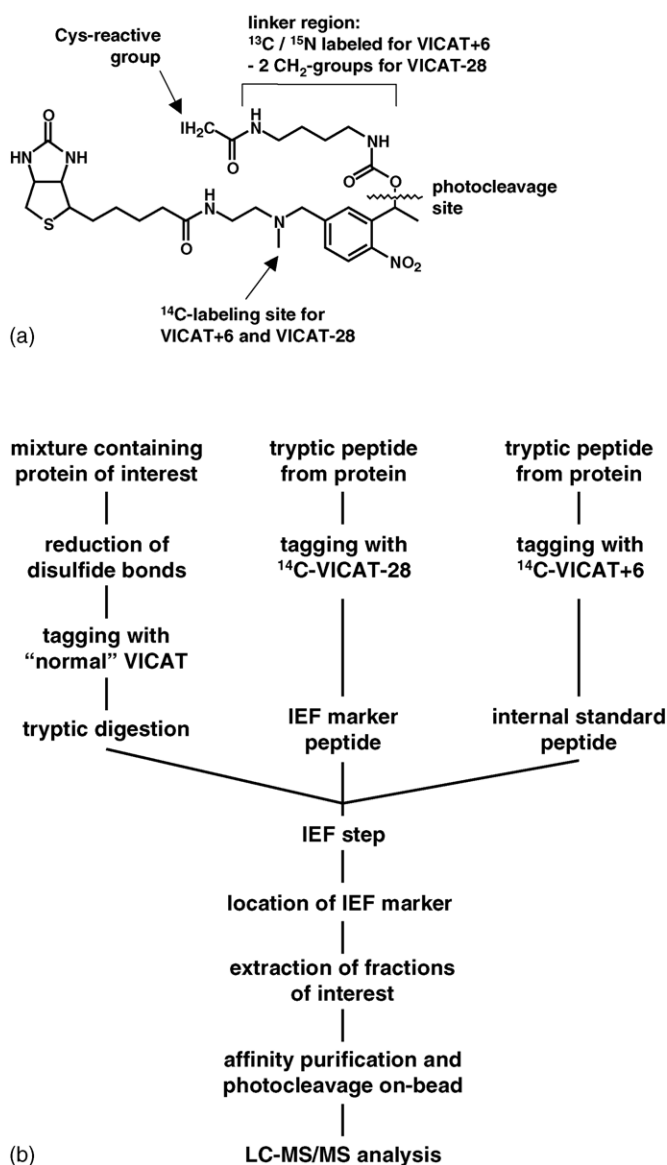 Cys-reactive
group
linker region:
¹³C / ¹⁵N labeled for VICAT+6
- 2 CH₂-groups for VICAT-28
IH₂C
H
N
O
NH
O
O
photocleavage
site
O
HN
NH
S
O
H
N
N
NO₂
¹⁴C-labeling site for
VICAT+6 and VICAT-28
(a)
mixture containing
protein of interest
reduction of
disulfide bonds
tagging with
“normal” VICAT
tryptic digestion
tryptic peptide
from protein
tagging with
¹⁴C-VICAT-28
IEF marker
peptide
tryptic peptide
from protein
tagging with
¹⁴C-VICAT+6
internal standard
peptide
IEF step
location of IEF marker
extraction of fractions
of interest
affinity purification and
photocleavage on-bead
LC-MS/MS analysis
(b)